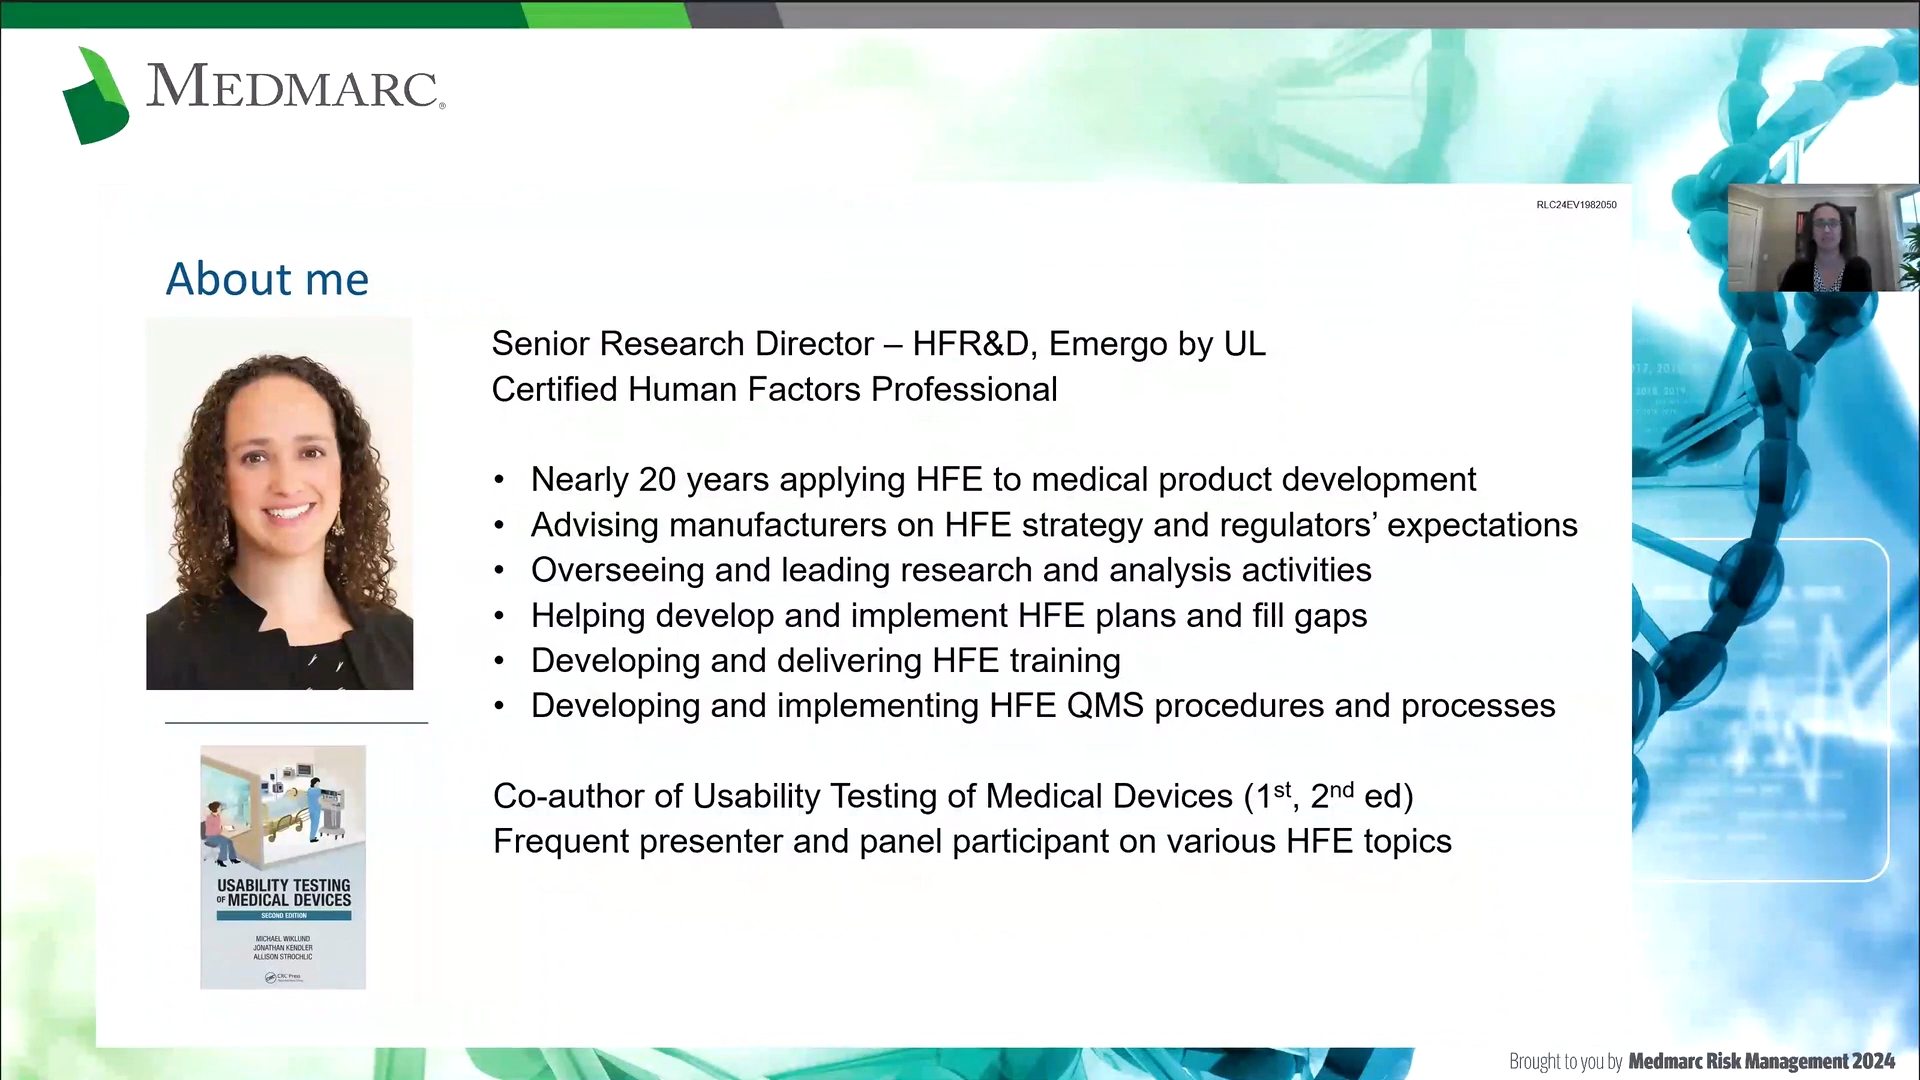 MEDMARC®
RLC24EV1982050
About me
Senior Research Director – HFR&D, Emergo by UL
Certified Human Factors Professional
• Nearly 20 years applying HFE to medical product development
• Advising manufacturers on HFE strategy and regulators’ expectations
• Overseeing and leading research and analysis activities
• Helping develop and implement HFE plans and fill gaps
• Developing and delivering HFE training
• Developing and implementing HFE QMS procedures and processes
Co-author of Usability Testing of Medical Devices (1st, 2nd ed)
Frequent presenter and panel participant on various HFE topics
USABILITY TESTING
OF MEDICAL DEVICES
SECOND EDITION
MICHAEL WIKLUND
JONATHAN KENDLER
ALLISON STROCHLIC
CRC Press
Brought to you by Medmarc Risk Management 2024